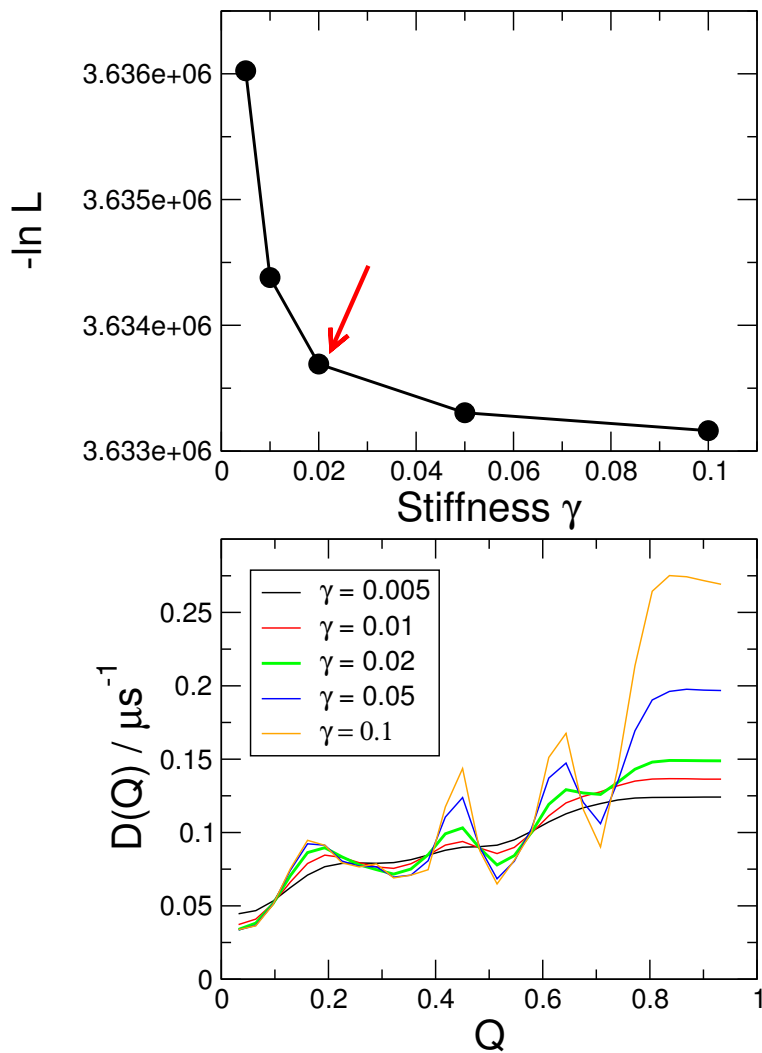 3.636e+06
3.635e+06
3.634e+06
3.633e+06
-ln L
0 0.02 0.04 0.06 0.08 0.1
Stiffness γ
γ = 0.005
γ = 0.01
γ = 0.02
γ = 0.05
γ = 0.1
0.25
0.2
0.15
0.1
0.05
0
D(Q) / μs⁻¹
0 0.2 0.4 0.6 0.8 1
Q